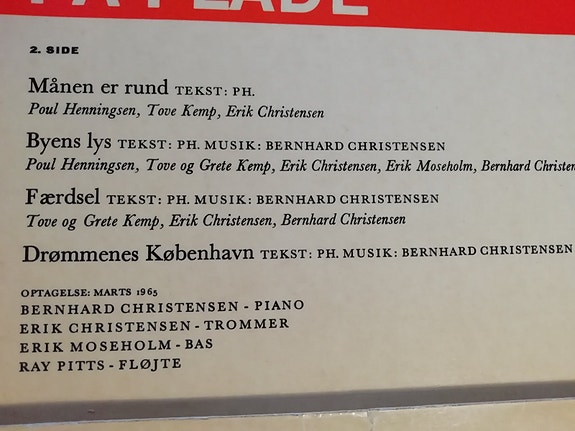 PÅ PLADE
2. SIDE
Månen er rund TEKST: PH.
Poul Henningsen, Tove Kemp, Erik Christensen
Byens lys TEKST: PH. MUSIK: BERNHARD CHRISTENSEN
Poul Henningsen, Tove og Grete Kemp, Erik Christensen, Erik Moseholm, Bernhard Christen
Færdsel TEKST: PH. MUSIK: BERNHARD CHRISTENSEN
Tove og Grete Kemp, Erik Christensen, Bernhard Christensen
Drømmenes København TEKST: PH. MUSIK: BERNHARD CHRISTENSEN
OPTAGELSE: MARTS 1965
BERNHARD CHRISTENSEN - PIANO
ERIK CHRISTENSEN - TROMMER
ERIK MOSEHOLM - BAS
RAY PITTS - FLØJTE